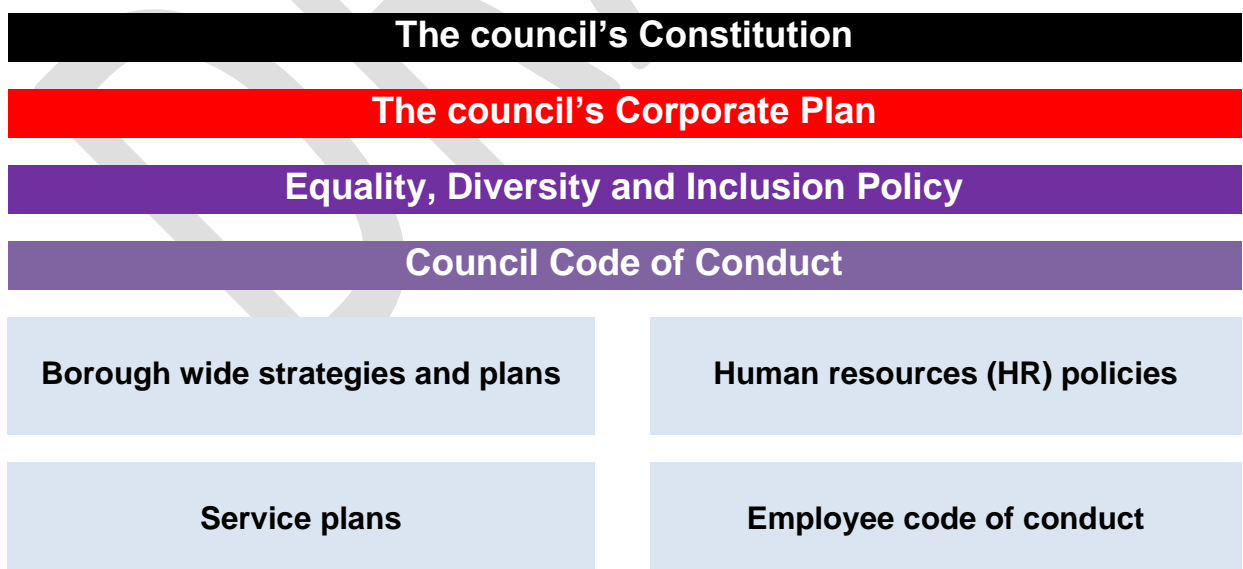 The council’s Constitution
The council’s Corporate Plan
Equality, Diversity and Inclusion Policy
Council Code of Conduct
Borough wide strategies and plans
Human resources (HR) policies
Service plans
Employee code of conduct